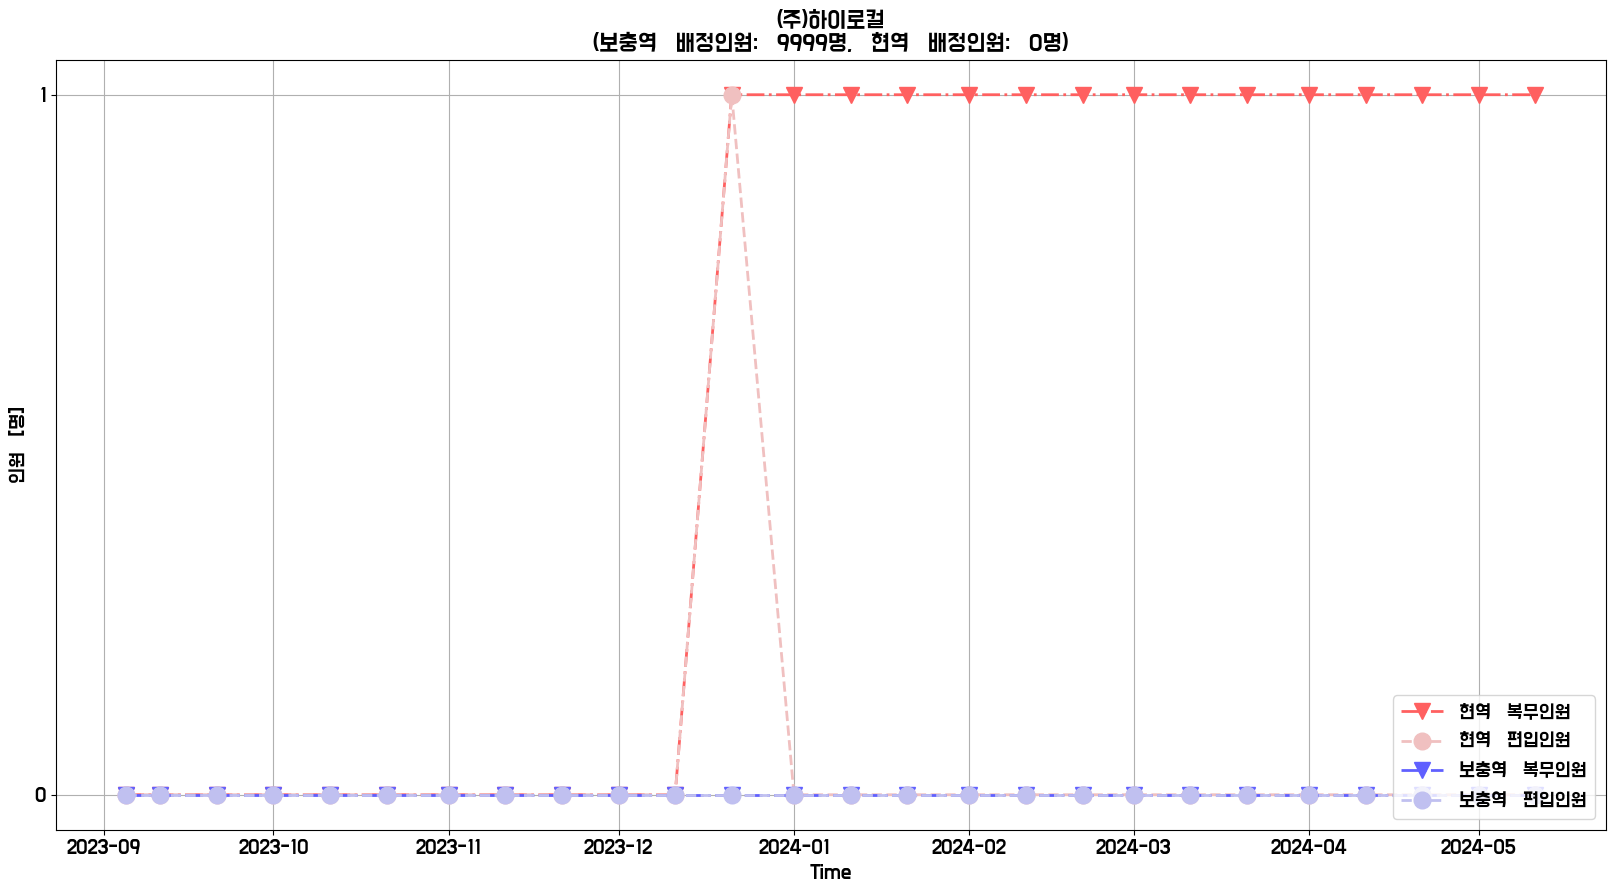 (주)하이로컬
(보충역 배정인원: 9999명, 현역 배정인원: 0명)
인원 [명]
1
0
현역 복무인원
현역 편입인원
보충역 복무인원
보충역 편입인원
2023-09 2023-10 2023-11 2023-12 2024-01 2024-02 2024-03 2024-04 2024-05
Time